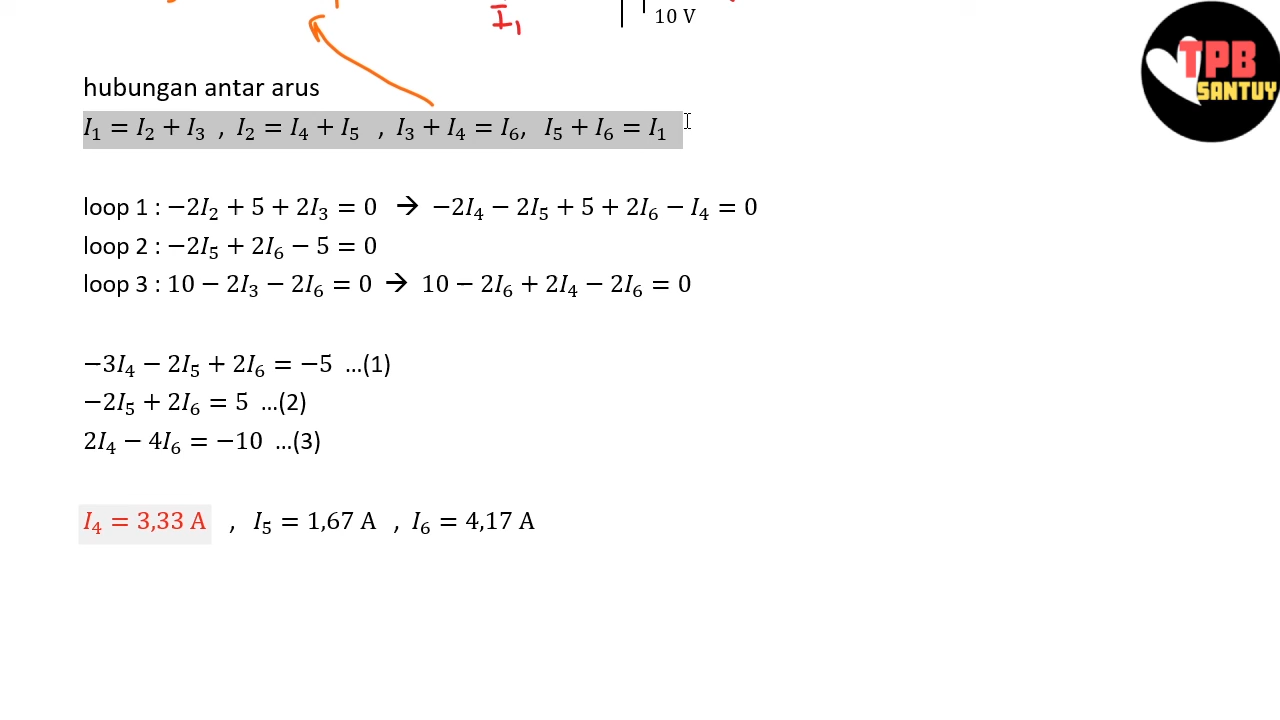 I₁
10 V
TPB
SANTUY
hubungan antar arus
I₁ = I₂ + I₃ , I₂ = I₄ + I₅ , I₃ + I₄ = I₆, I₅ + I₆ = I₁
loop 1 : −2I₂ + 5 + 2I₃ = 0 → −2I₄ − 2I₅ + 5 + 2I₆ − I₄ = 0
loop 2 : −2I₅ + 2I₆ − 5 = 0
loop 3 : 10 − 2I₃ − 2I₆ = 0 → 10 − 2I₆ + 2I₄ − 2I₆ = 0
−3I₄ − 2I₅ + 2I₆ = −5 ...(1)
−2I₅ + 2I₆ = 5 ...(2)
2I₄ − 4I₆ = −10 ...(3)
I₄ = 3,33 A , I₅ = 1,67 A , I₆ = 4,17 A